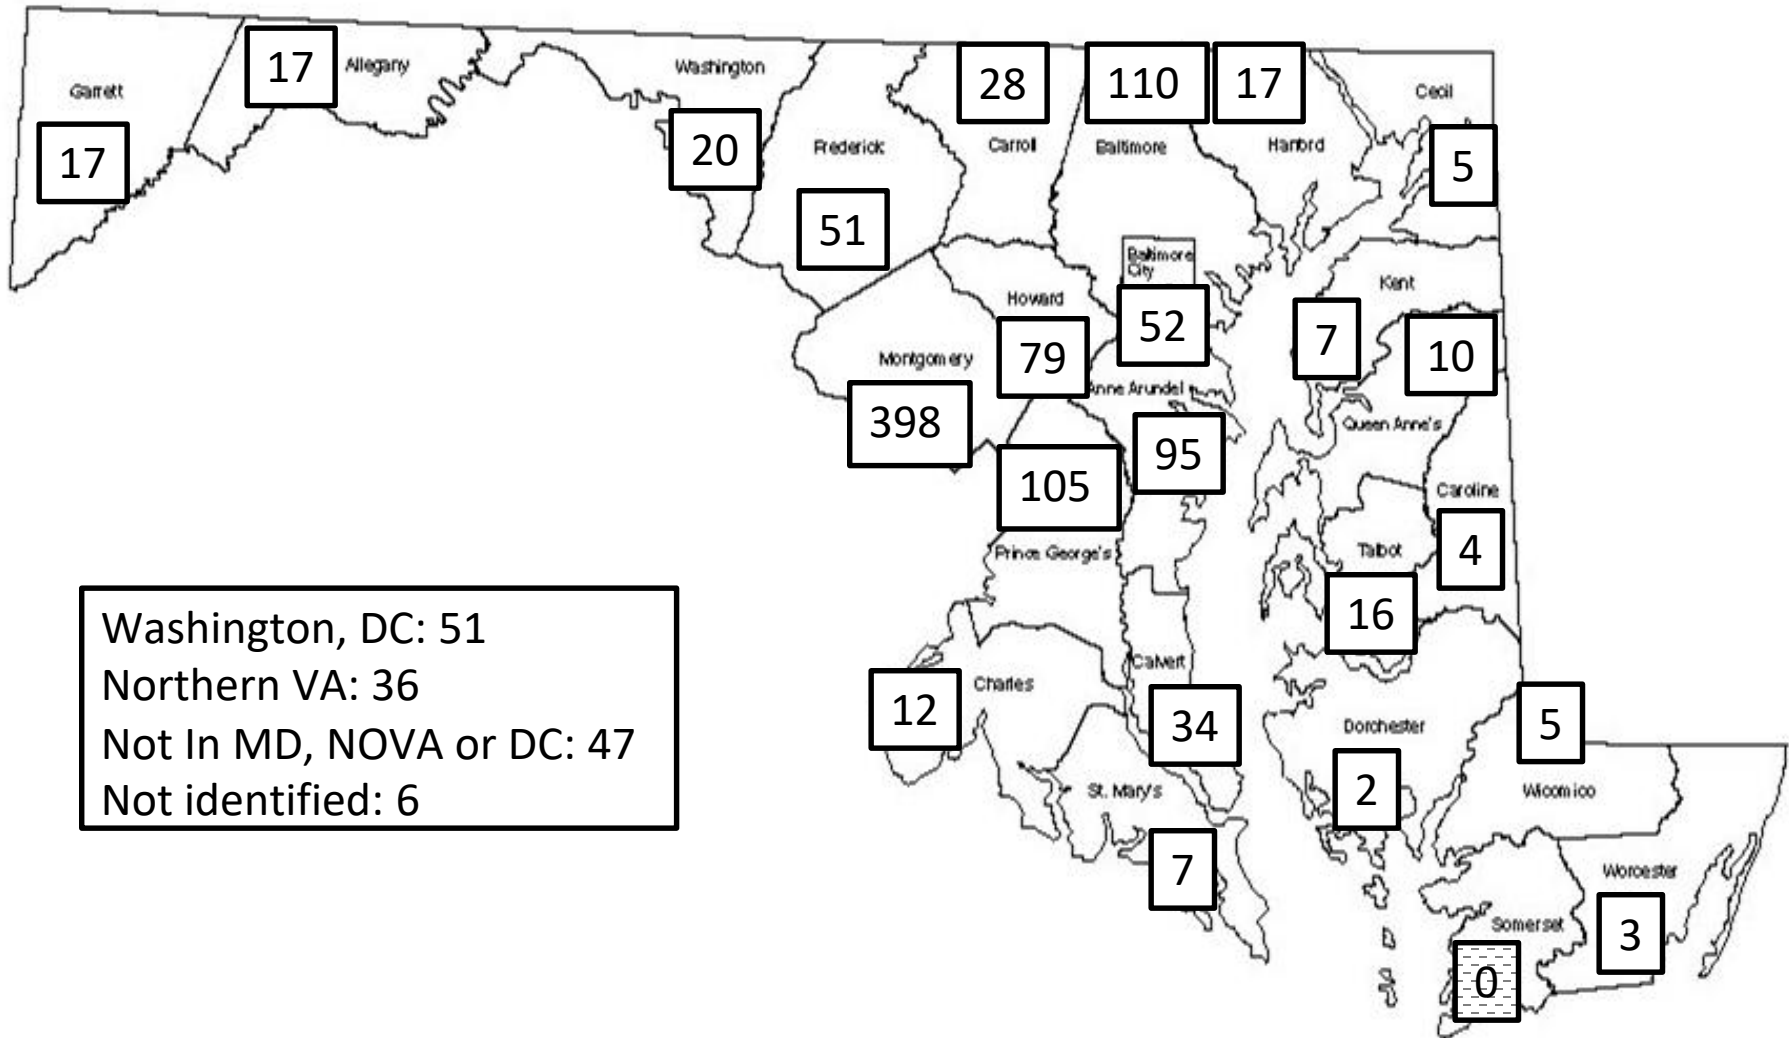 Garrett
17
17
Allegany
Washington
20
Frederick
51
28
Carroll
110
Baltimore
17
Harford
Cecil
5
Baltimore
City
52
Howard
79
Montgomery
398
Anne Arundel
95
105
Prince George's
Kent
7
10
Queen Anne's
Caroline
4
Talbot
16
Charles
12
Calvert
34
St. Mary's
7
Dorchester
2
5
Wicomico
Worcester
3
Somerset
0
Washington, DC: 51
Northern VA: 36
Not In MD, NOVA or DC: 47
Not identified: 6